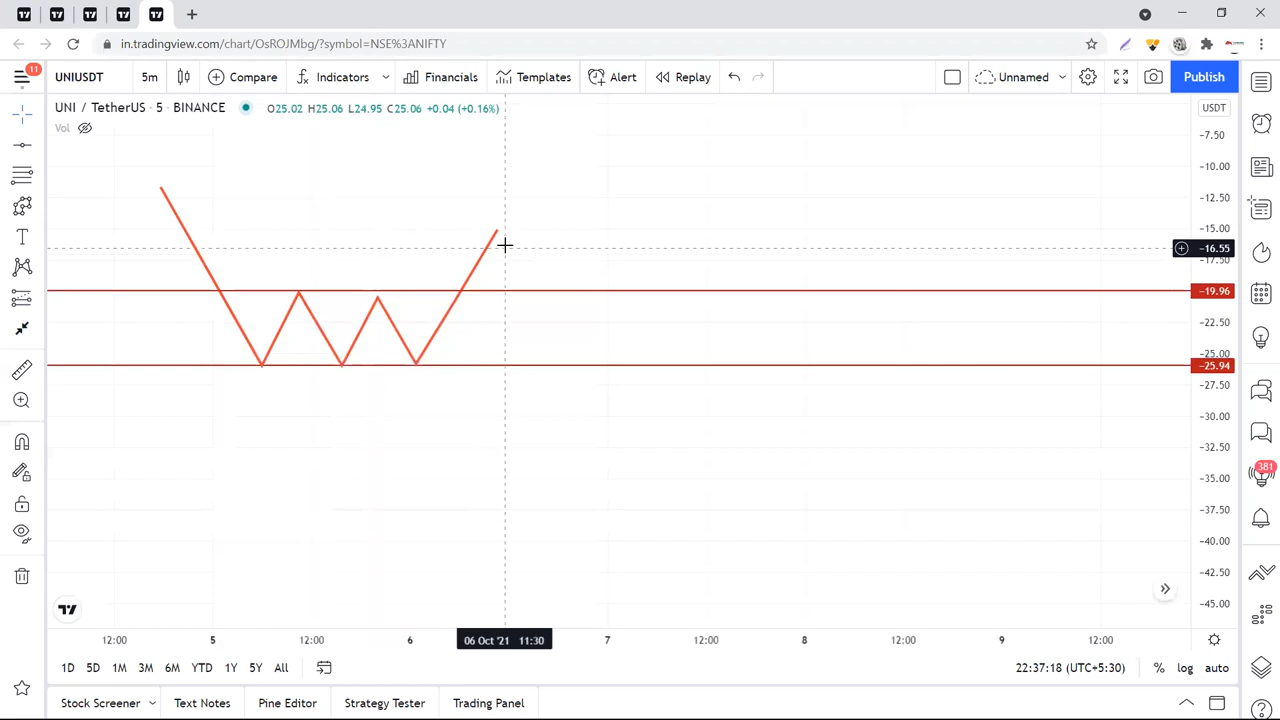 in.tradingview.com/chart/OsROJMbg/?symbol=NSE%3ANIFTY
11
UNIUSDT 5m Compare Indicators Financials Templates Alert Replay Unnamed Publish
UNI / TetherUS · 5 · BINANCE O25.02 H25.06 L24.95 C25.06 +0.04 (+0.16%)
USDT
Vol
−7.50
−10.00
−12.50
−15.00
−16.55
−17.50
−19.96
−22.50
−25.00
−25.94
−27.50
−30.00
−32.50
−35.00
−37.50
−40.00
−42.50
−45.00
381
12:00 5 12:00 6 06 Oct '21 11:30 7 12:00 8 12:00 9 12:00
1D 5D 1M 3M 6M YTD 1Y 5Y All 22:37:18 (UTC+5:30) % log auto
Stock Screener Text Notes Pine Editor Strategy Tester Trading Panel